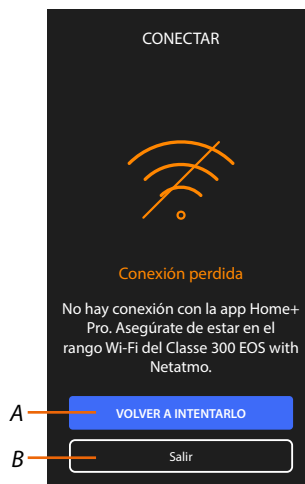 CONECTAR
Conexión perdida
No hay conexión con la app Home+
Pro. Asegúrate de estar en el
rango Wi-Fi del Classe 300 EOS with
Netatmo.
A
VOLVER A INTENTARLO
B
Salir